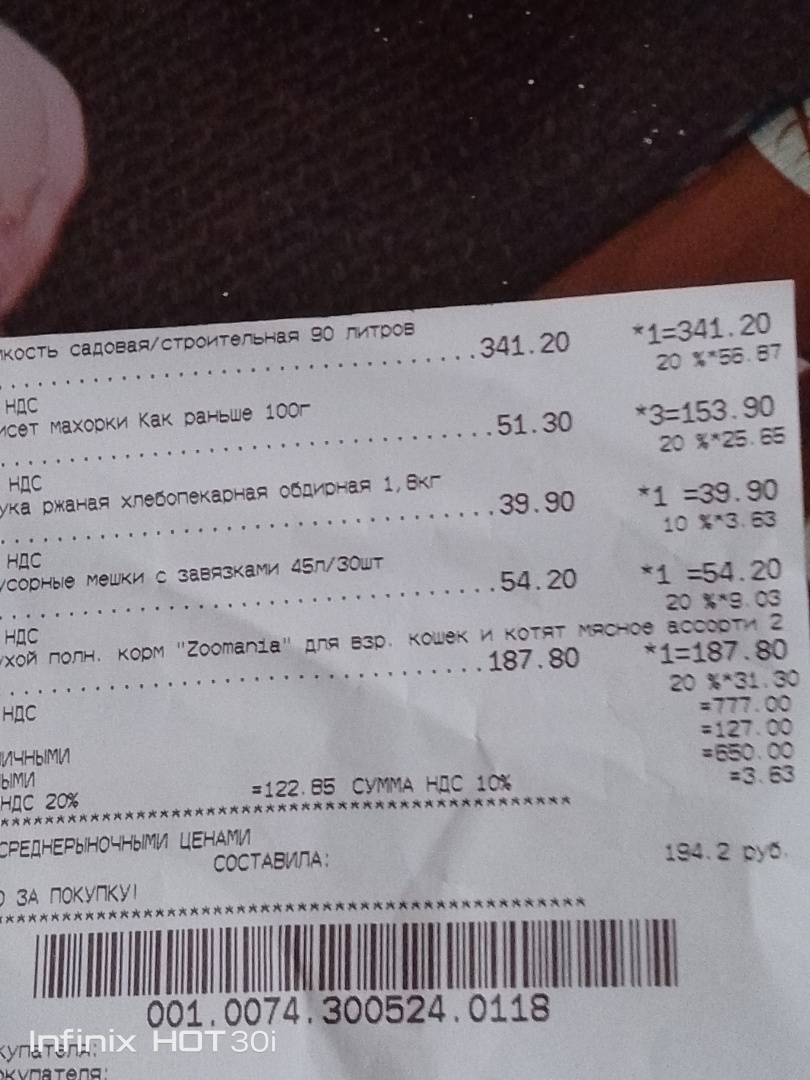 кость садовая/строительная 90 литров
341.20 *1=341.20
20 %*56.87
НДС
исет махорки Как раньше 100г
51.30 *3=153.90
20 %*25.65
НДС
ука ржаная хлебопекарная обдирная 1,8кг
39.90 *1 =39.90
10 %*3.63
НДС
усорные мешки с завязками 45л/30шт
54.20 *1 =54.20
20 %*9.03
НДС
ухой полн. корм "Zoomania" для взр. кошек и котят мясное ассорти 2
187.80 *1=187.80
20 %*31.30
НДС
=777.00
ИЧНЫМИ =127.00
НЫМИ =650.00
НДС 20% =122.85 СУММА НДС 10% =3.63
****************************************
СРЕДНЕРЫНОЧНЫМИ ЦЕНАМИ
СОСТАВИЛА: 194.2 руб.
О ЗА ПОКУПКУ!
****************************************
001.0074.300524.0118
купателя:
окупателя:
Infinix HOT 30i